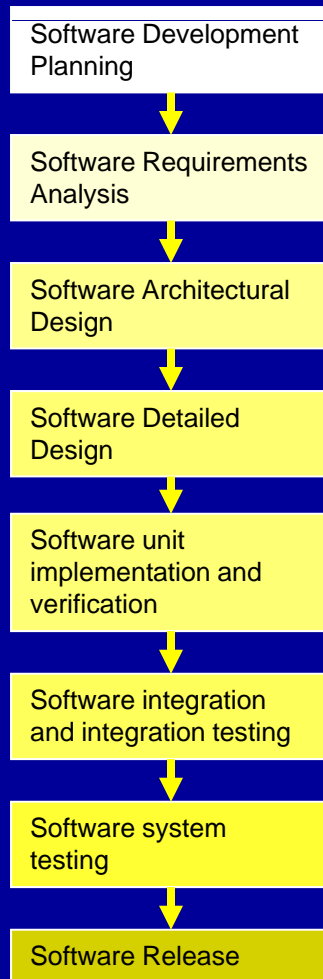 Software Development
Planning
Software Requirements
Analysis
Software Architectural
Design
Software Detailed
Design
Software unit
implementation and
verification
Software integration
and integration testing
Software system
testing
Software Release